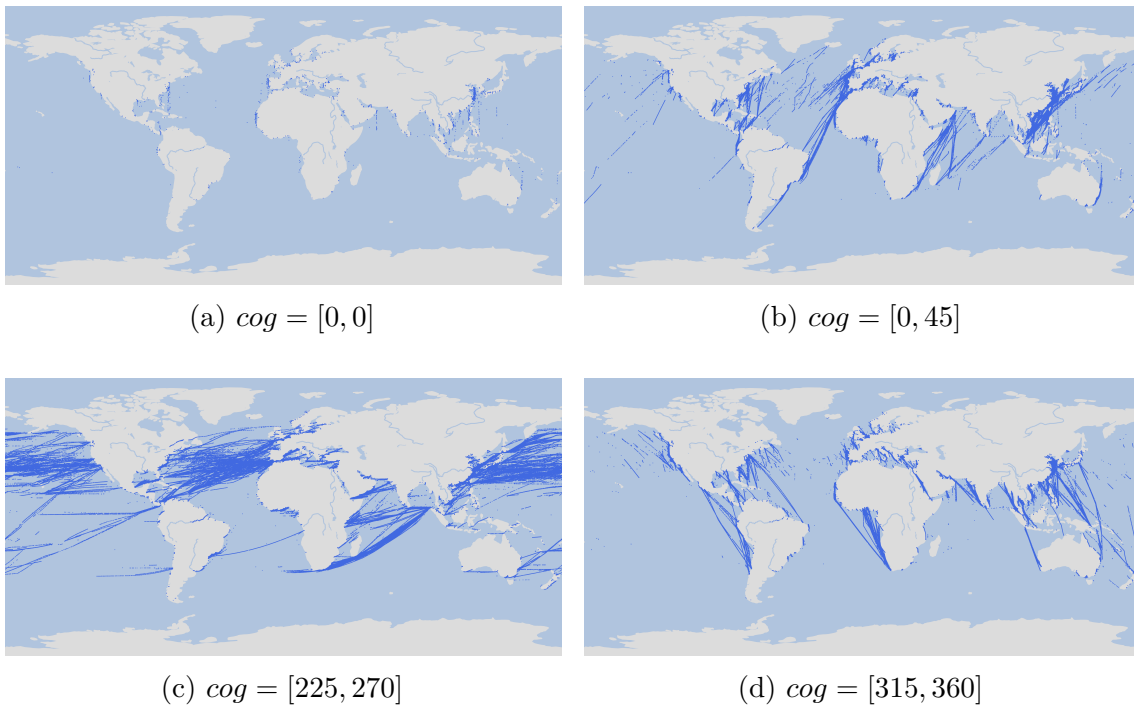 (a) cog = [0, 0]
(b) cog = [0, 45]
(c) cog = [225, 270]
(d) cog = [315, 360]